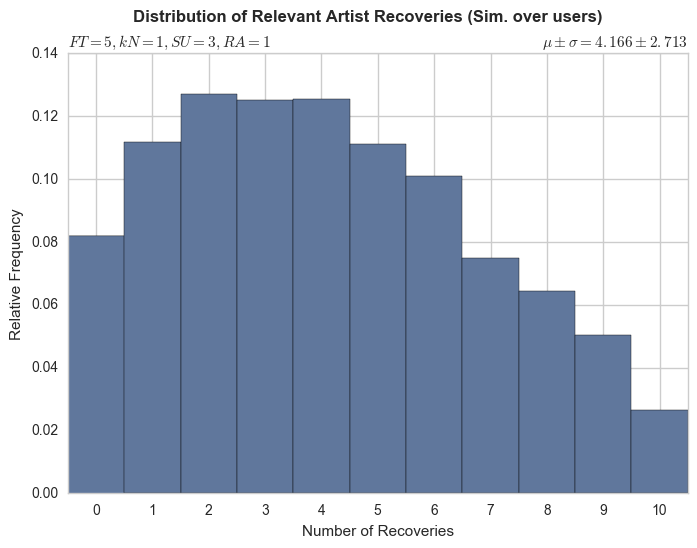 Distribution of Relevant Artist Recoveries (Sim. over users)
FT = 5, kN = 1, SU = 3, RA = 1
μ ± σ = 4.166 ± 2.713
0.14
0.12
0.10
0.08
0.06
0.04
0.02
0.00
Relative Frequency
0 1 2 3 4 5 6 7 8 9 10
Number of Recoveries